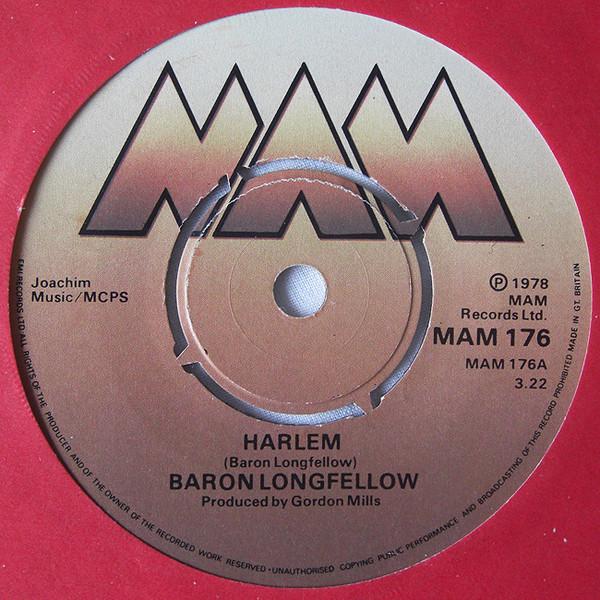 MAM
Joachim
Music/MCPS
℗ 1978
MAM
Records Ltd.
MAM 176
MAM 176A
3.22
HARLEM
(Baron Longfellow)
BARON LONGFELLOW
Produced by Gordon Mills
EMI RECORDS LTD ALL RIGHTS OF THE PRODUCER AND OF THE OWNER OF THE RECORDED WORK RESERVED • UNAUTHORISED COPYING PUBLIC PERFORMANCE AND BROADCASTING OF THIS RECORD PROHIBITED MADE IN GT. BRITAIN